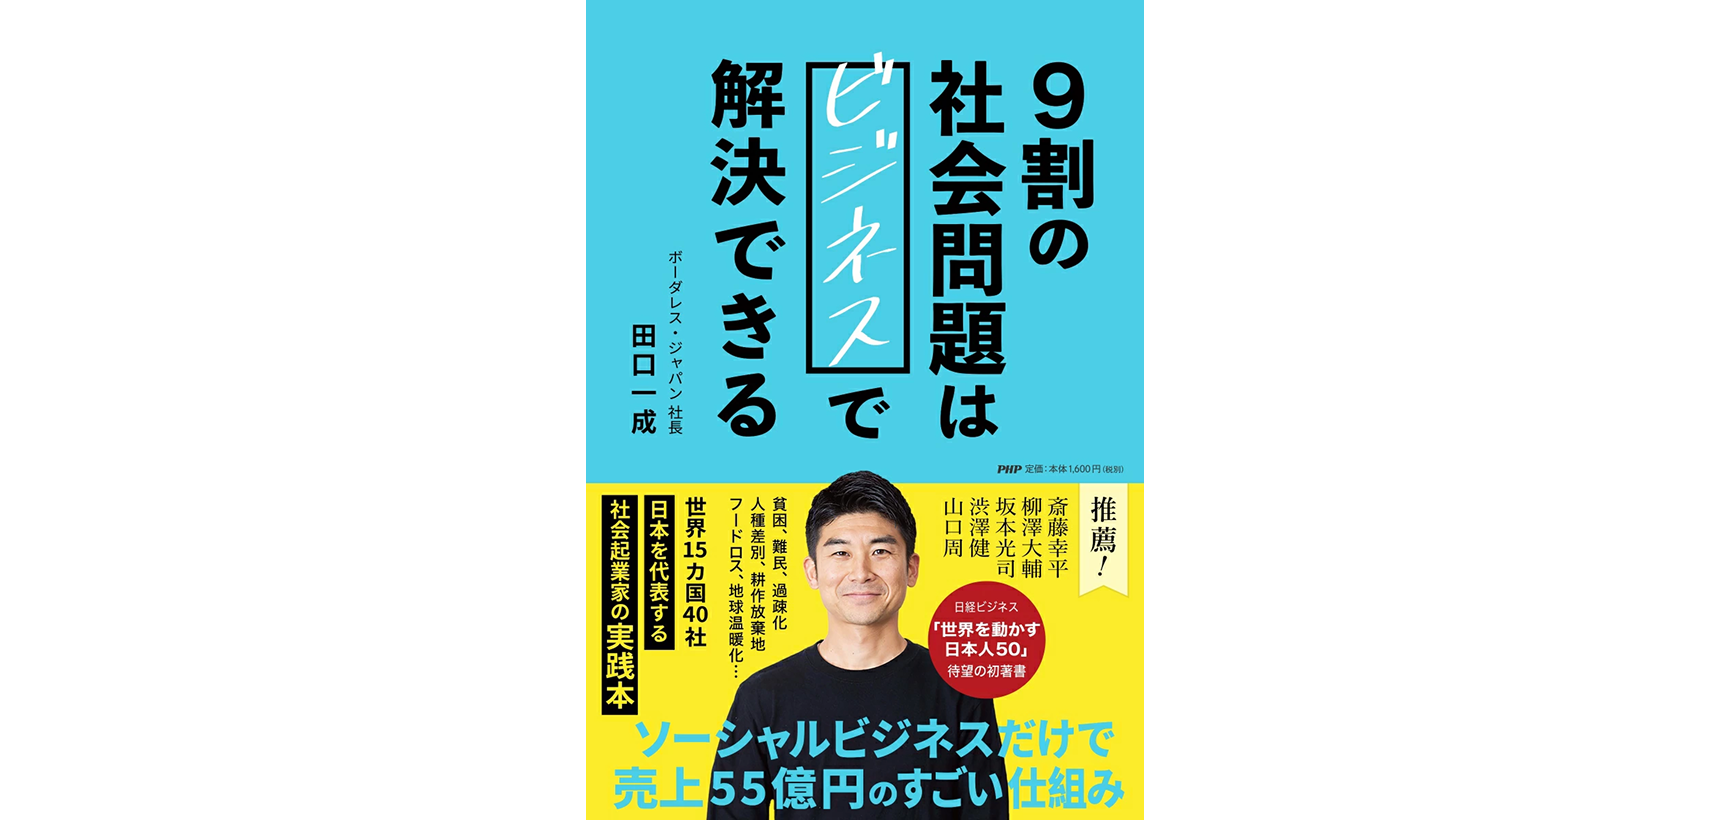 9割の
社会問題は
ビジネスで
解決できる
ボーダレス・ジャパン 社長
田口一成
PHP 定価：本体1,600円（税別）
推薦！
斎藤幸平
柳澤大輔
坂本光司
渋澤健
山口周
日経ビジネス
「世界を動かす
日本人50」
待望の初著書
貧困、難民、過疎化
人種差別、耕作放棄地
フードロス、地球温暖化…
世界15カ国40社
日本を代表する
社会起業家の実践本
ソーシャルビジネスだけで
売上55億円のすごい仕組み